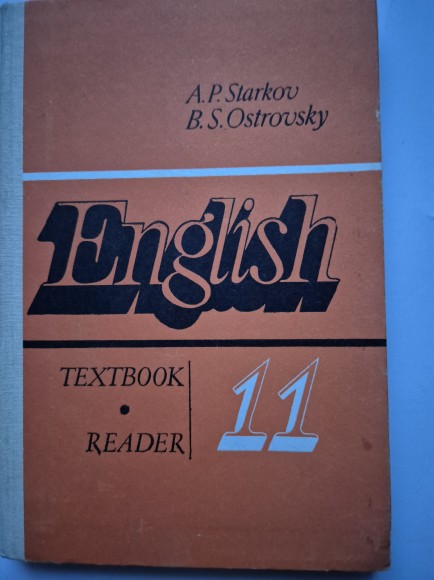 A.P. Starkov
B.S. Ostrovsky
English
TEXTBOOK
•
READER
11